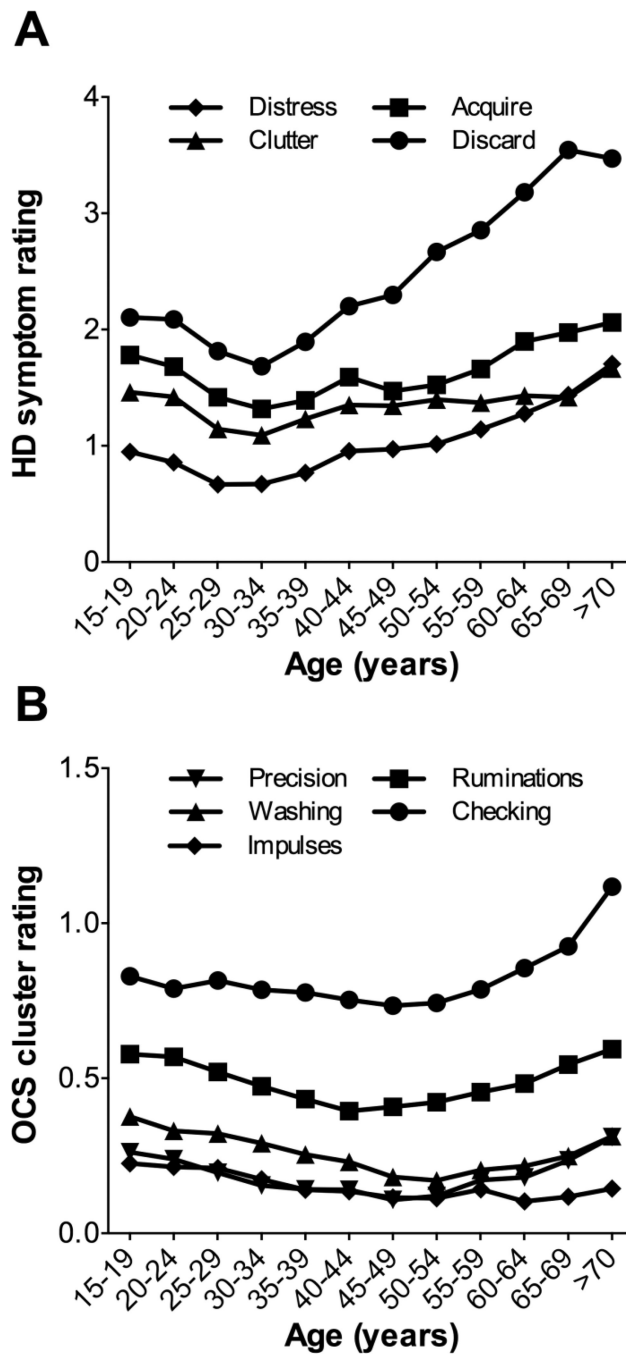 A
4
Distress Acquire
Clutter Discard
3
2
1
0
HD symptom rating
15-19 20-24 25-29 30-34 35-39 40-44 45-49 50-54 55-59 60-64 65-69 >70
Age (years)
B
1.5
Precision Ruminations
Washing Checking
Impulses
1.0
0.5
0.0
OCS cluster rating
15-19 20-24 25-29 30-34 35-39 40-44 45-49 50-54 55-59 60-64 65-69 >70
Age (years)